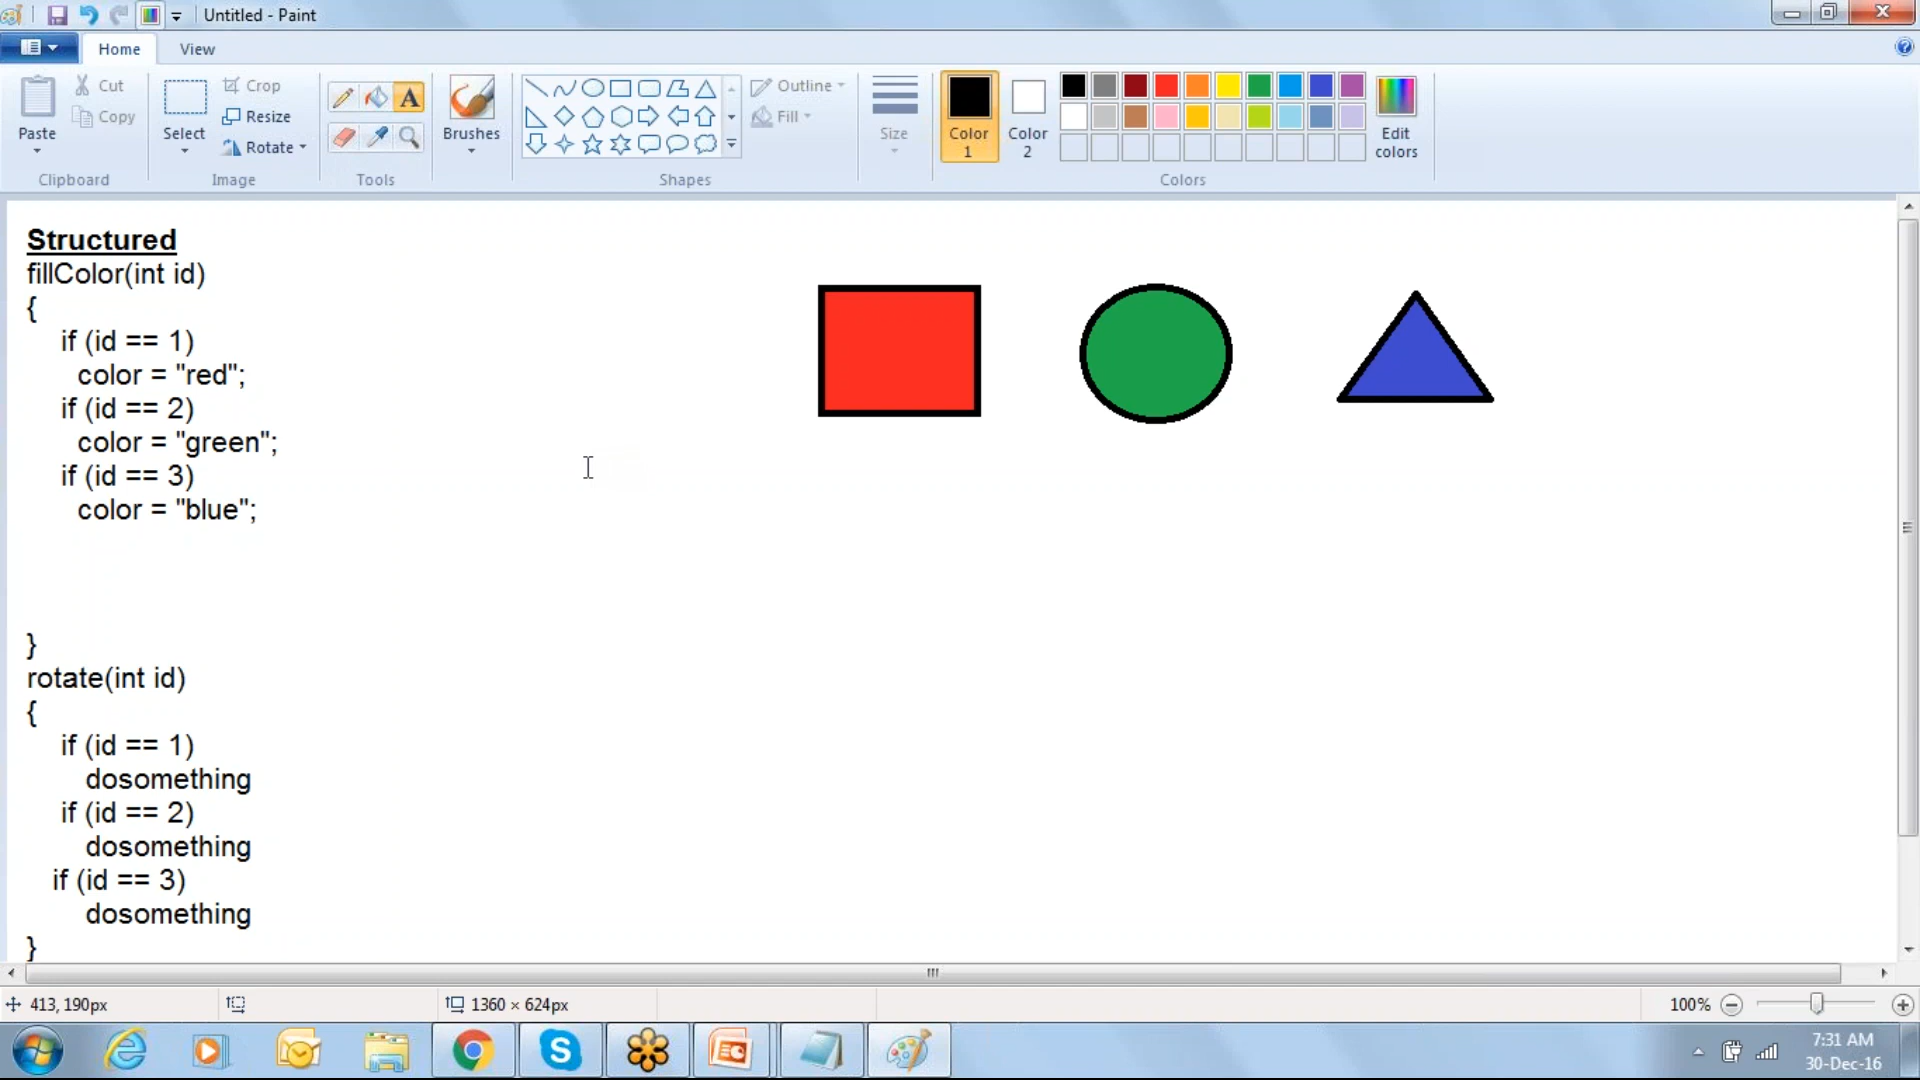 Untitled - Paint
Home View
Paste
Cut
Copy
Clipboard
Select
Crop
Resize
Rotate
Image
A
Tools
Brushes
Shapes
Outline
Fill
Size
Color 1
Color 2
Edit colors
Colors
Structured
fillColor(int id)
{
if (id == 1)
color = "red";
if (id == 2)
color = "green";
if (id == 3)
color = "blue";
}
rotate(int id)
{
if (id == 1)
dosomething
if (id == 2)
dosomething
if (id == 3)
dosomething
}
413, 190px
1360 × 624px
100%
7:31 AM
30-Dec-16